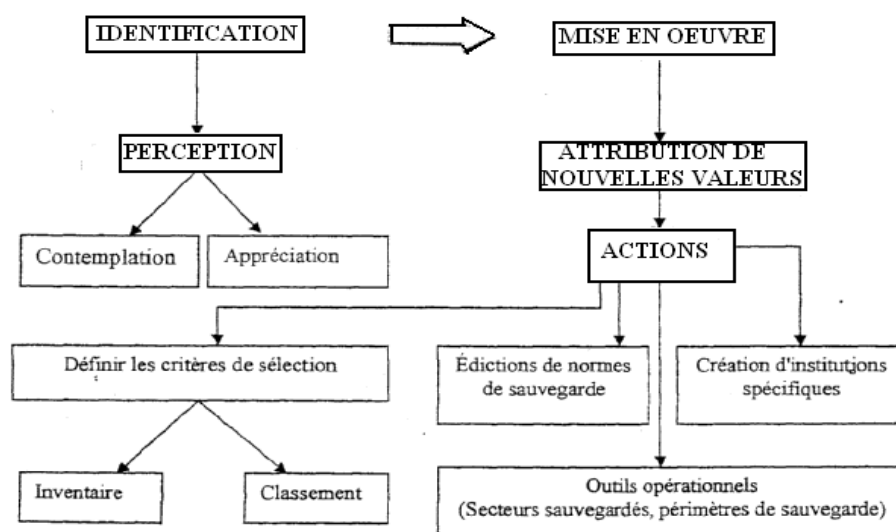 IDENTIFICATION
MISE EN OEUVRE
PERCEPTION
ATTRIBUTION DE
NOUVELLES VALEURS
Contemplation
Appréciation
ACTIONS
Définir les critères de sélection
Édictions de normes
de sauvegarde
Création d'institutions
spécifiques
Inventaire
Classement
Outils opérationnels
(Secteurs sauvegardés, périmètres de sauvegarde)